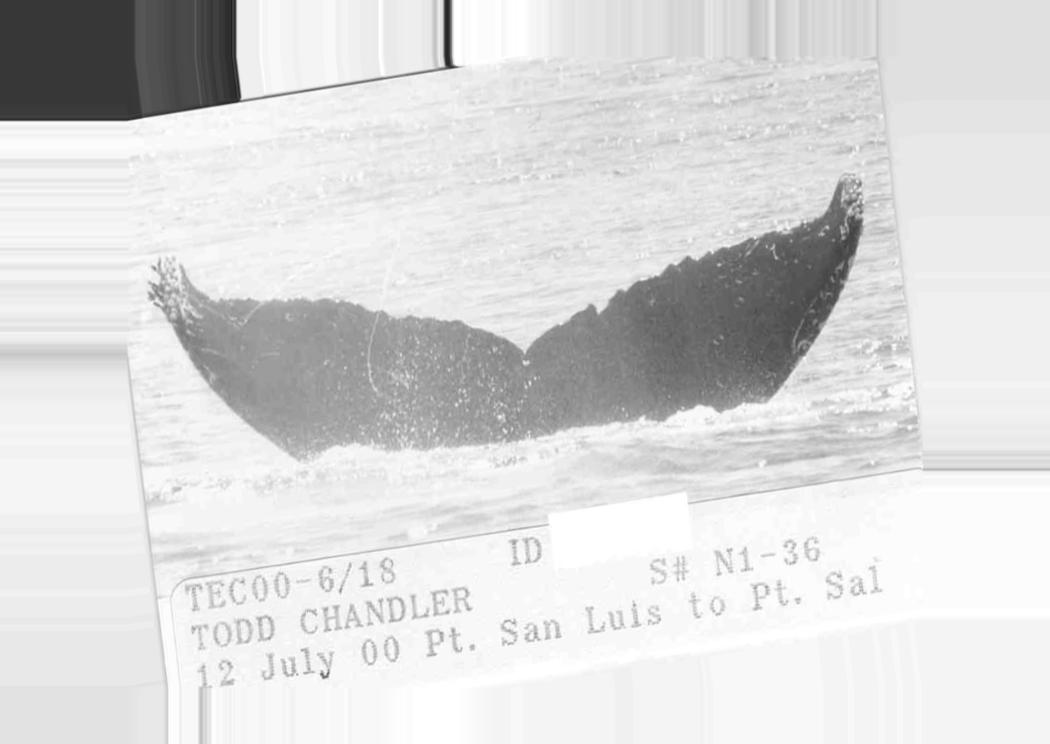 TEC00-6/18 ID S# N1-36
TODD CHANDLER
12 July 00 Pt. San Luis to Pt. Sal